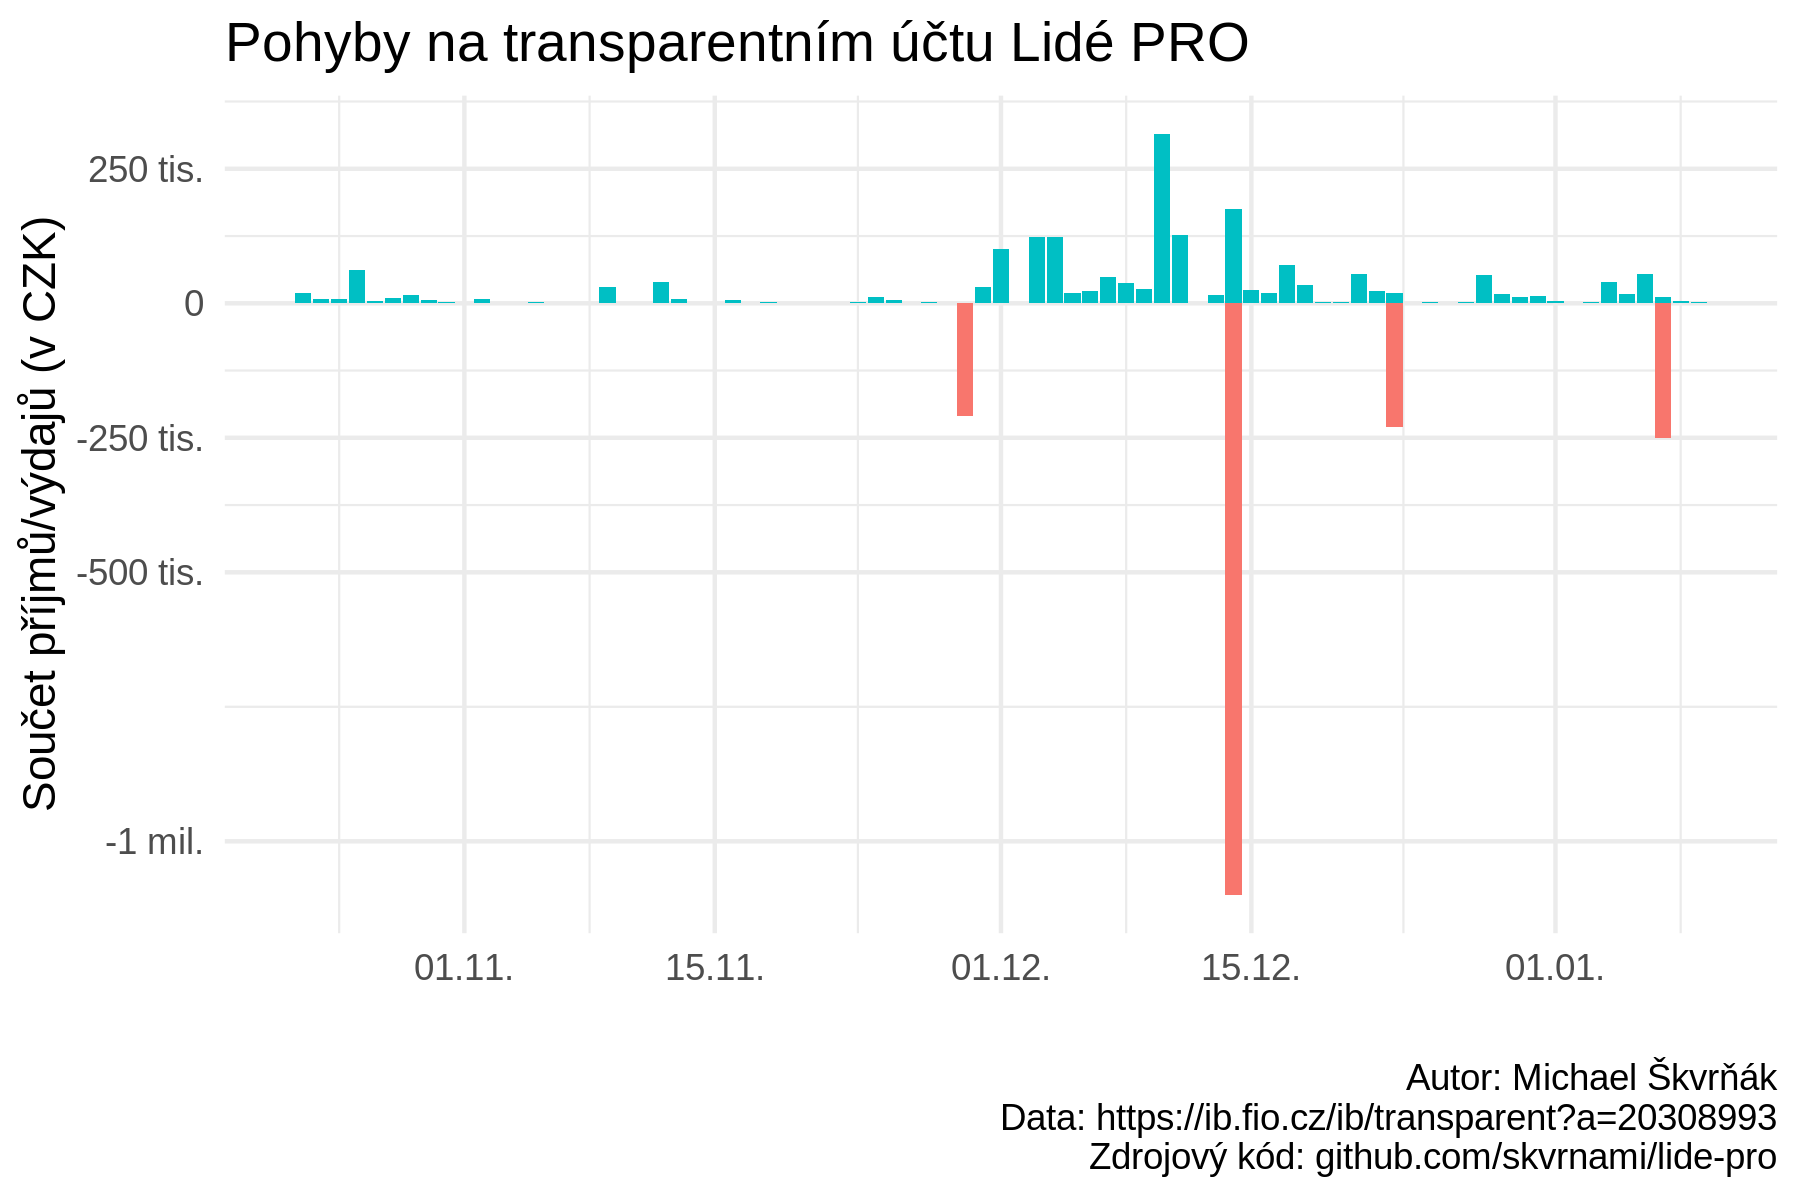 Pohyby na transparentním účtu Lidé PRO
Součet příjmů/výdajů (v CZK)
250 tis.
0
-250 tis.
-500 tis.
-1 mil.
01.11.
15.11.
01.12.
15.12.
01.01.
Autor: Michael Škvrňák
Data: https://ib.fio.cz/ib/transparent?a=20308993
Zdrojový kód: github.com/skvrnami/lide-pro